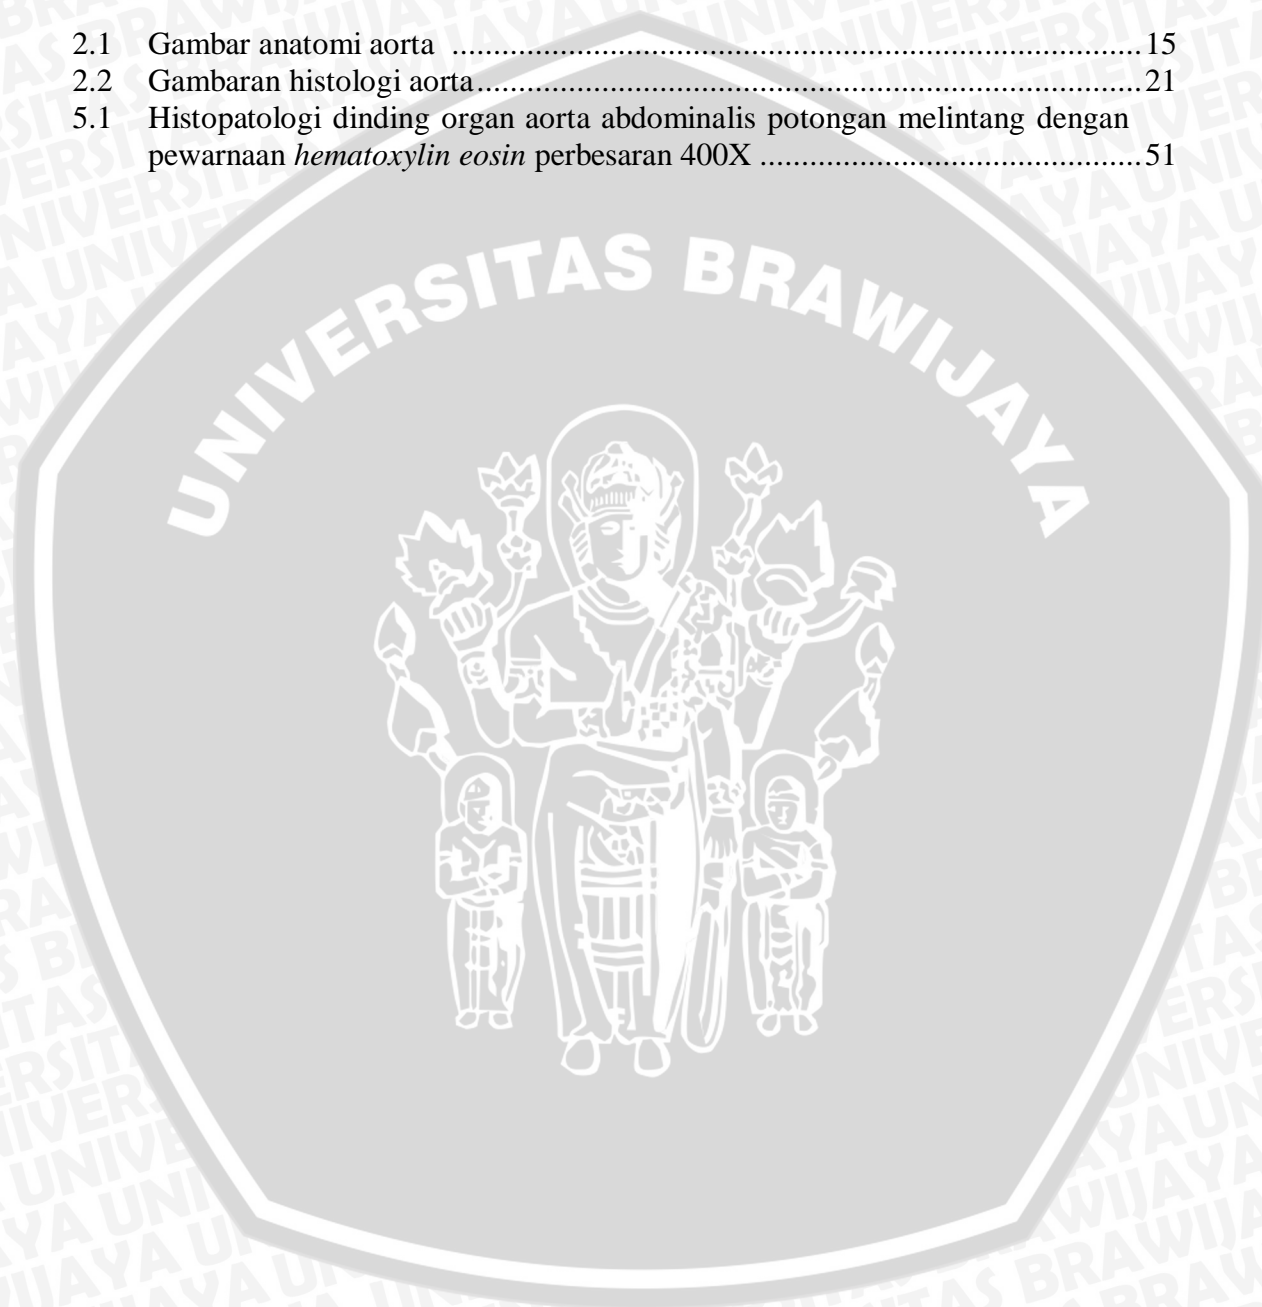 2.1 Gambar anatomi aorta ................................................................................... 15
2.2 Gambaran histologi aorta ................................................................................ 21
5.1 Histopatologi dinding organ aorta abdominalis potongan melintang dengan
pewarnaan hematoxylin eosin perbesaran 400X .............................................. 51
UNIVERSITAS BRAWIJAYA